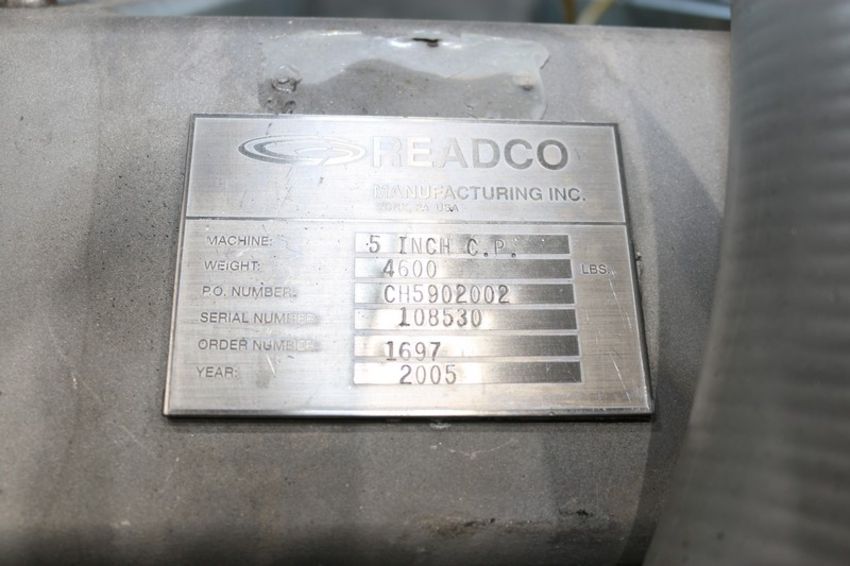 READCO
MANUFACTURING INC.
YORK, PA USA
MACHINE: 5 INCH C.P.
WEIGHT: 4600 LBS.
P.O. NUMBER: CH5902002
SERIAL NUMBER: 108530
ORDER NUMBER: 1697
YEAR: 2005